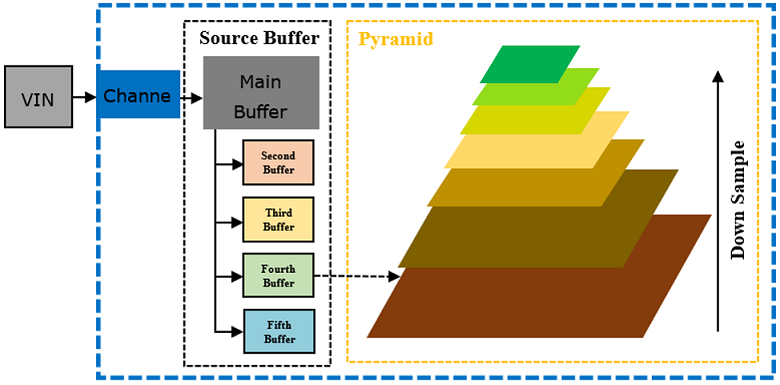 Source Buffer
Pyramid
VIN
Channe
Main
Buffer
Second
Buffer
Third
Buffer
Fourth
Buffer
Fifth
Buffer
Down Sample